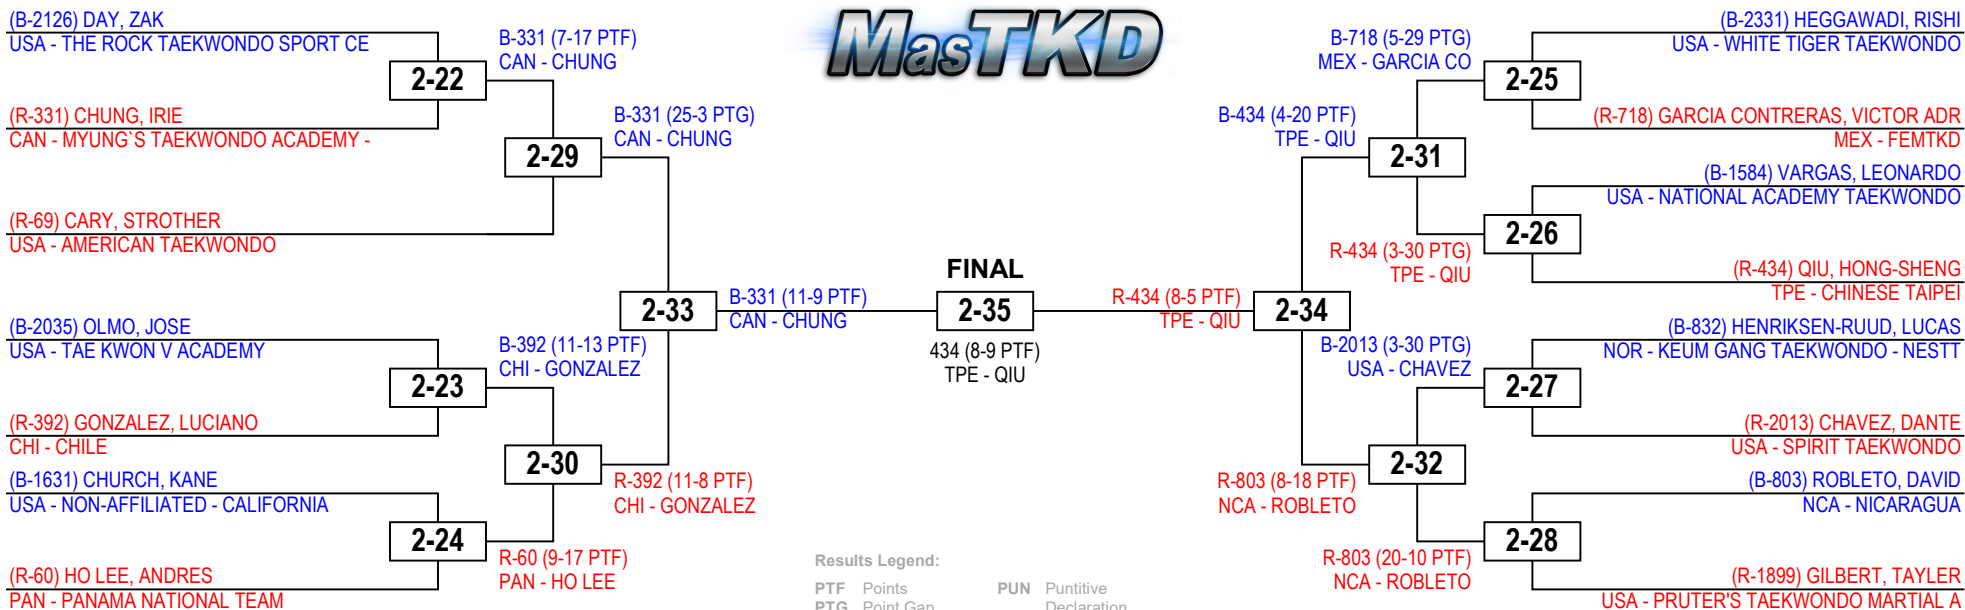 (B-2126) DAY, ZAK
USA - THE ROCK TAEKWONDO SPORT CE
2-22
(R-331) CHUNG, IRIE
CAN - MYUNG`S TAEKWONDO ACADEMY -
B-331 (7-17 PTF)
CAN - CHUNG
2-29
B-331 (25-3 PTG)
CAN - CHUNG
(R-69) CARY, STROTHER
USA - AMERICAN TAEKWONDO
(B-2035) OLMO, JOSE
USA - TAE KWON V ACADEMY
2-23
(R-392) GONZALEZ, LUCIANO
CHI - CHILE
B-392 (11-13 PTF)
CHI - GONZALEZ
2-30
R-392 (11-8 PTF)
CHI - GONZALEZ
(B-1631) CHURCH, KANE
USA - NON-AFFILIATED - CALIFORNIA
2-24
(R-60) HO LEE, ANDRES
PAN - PANAMA NATIONAL TEAM
R-60 (9-17 PTF)
PAN - HO LEE
2-33
B-331 (11-9 PTF)
CAN - CHUNG
MasTKD
FINAL
2-35
434 (8-9 PTF)
TPE - QIU
R-434 (8-5 PTF)
TPE - QIU
2-34
B-718 (5-29 PTG)
MEX - GARCIA CO
B-434 (4-20 PTF)
TPE - QIU
2-31
R-434 (3-30 PTG)
TPE - QIU
B-2013 (3-30 PTG)
USA - CHAVEZ
2-32
R-803 (8-18 PTF)
NCA - ROBLETO
R-803 (20-10 PTF)
NCA - ROBLETO
(B-2331) HEGGAWADI, RISHI
USA - WHITE TIGER TAEKWONDO
2-25
(R-718) GARCIA CONTRERAS, VICTOR ADR
MEX - FEMTKD
(B-1584) VARGAS, LEONARDO
USA - NATIONAL ACADEMY TAEKWONDO
2-26
(R-434) QIU, HONG-SHENG
TPE - CHINESE TAIPEI
(B-832) HENRIKSEN-RUUD, LUCAS
NOR - KEUM GANG TAEKWONDO - NESTT
2-27
(R-2013) CHAVEZ, DANTE
USA - SPIRIT TAEKWONDO
(B-803) ROBLETO, DAVID
NCA - NICARAGUA
2-28
(R-1899) GILBERT, TAYLER
USA - PRUTER'S TAEKWONDO MARTIAL A
Results Legend:
PTF Points PUN Puntitive
PTG Point Gap Declaration